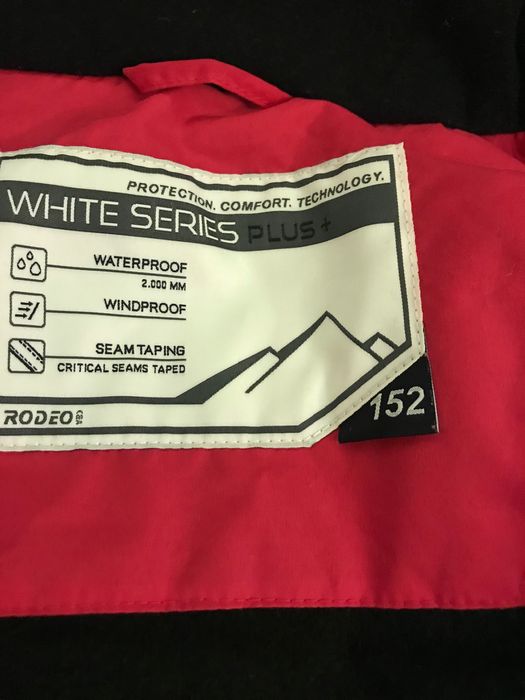 PROTECTION. COMFORT. TECHNOLOGY.
WHITE SERIES PLUS+
WATERPROOF
2.000 MM
WINDPROOF
SEAM TAPING
CRITICAL SEAMS TAPED
RODEO C&A
152